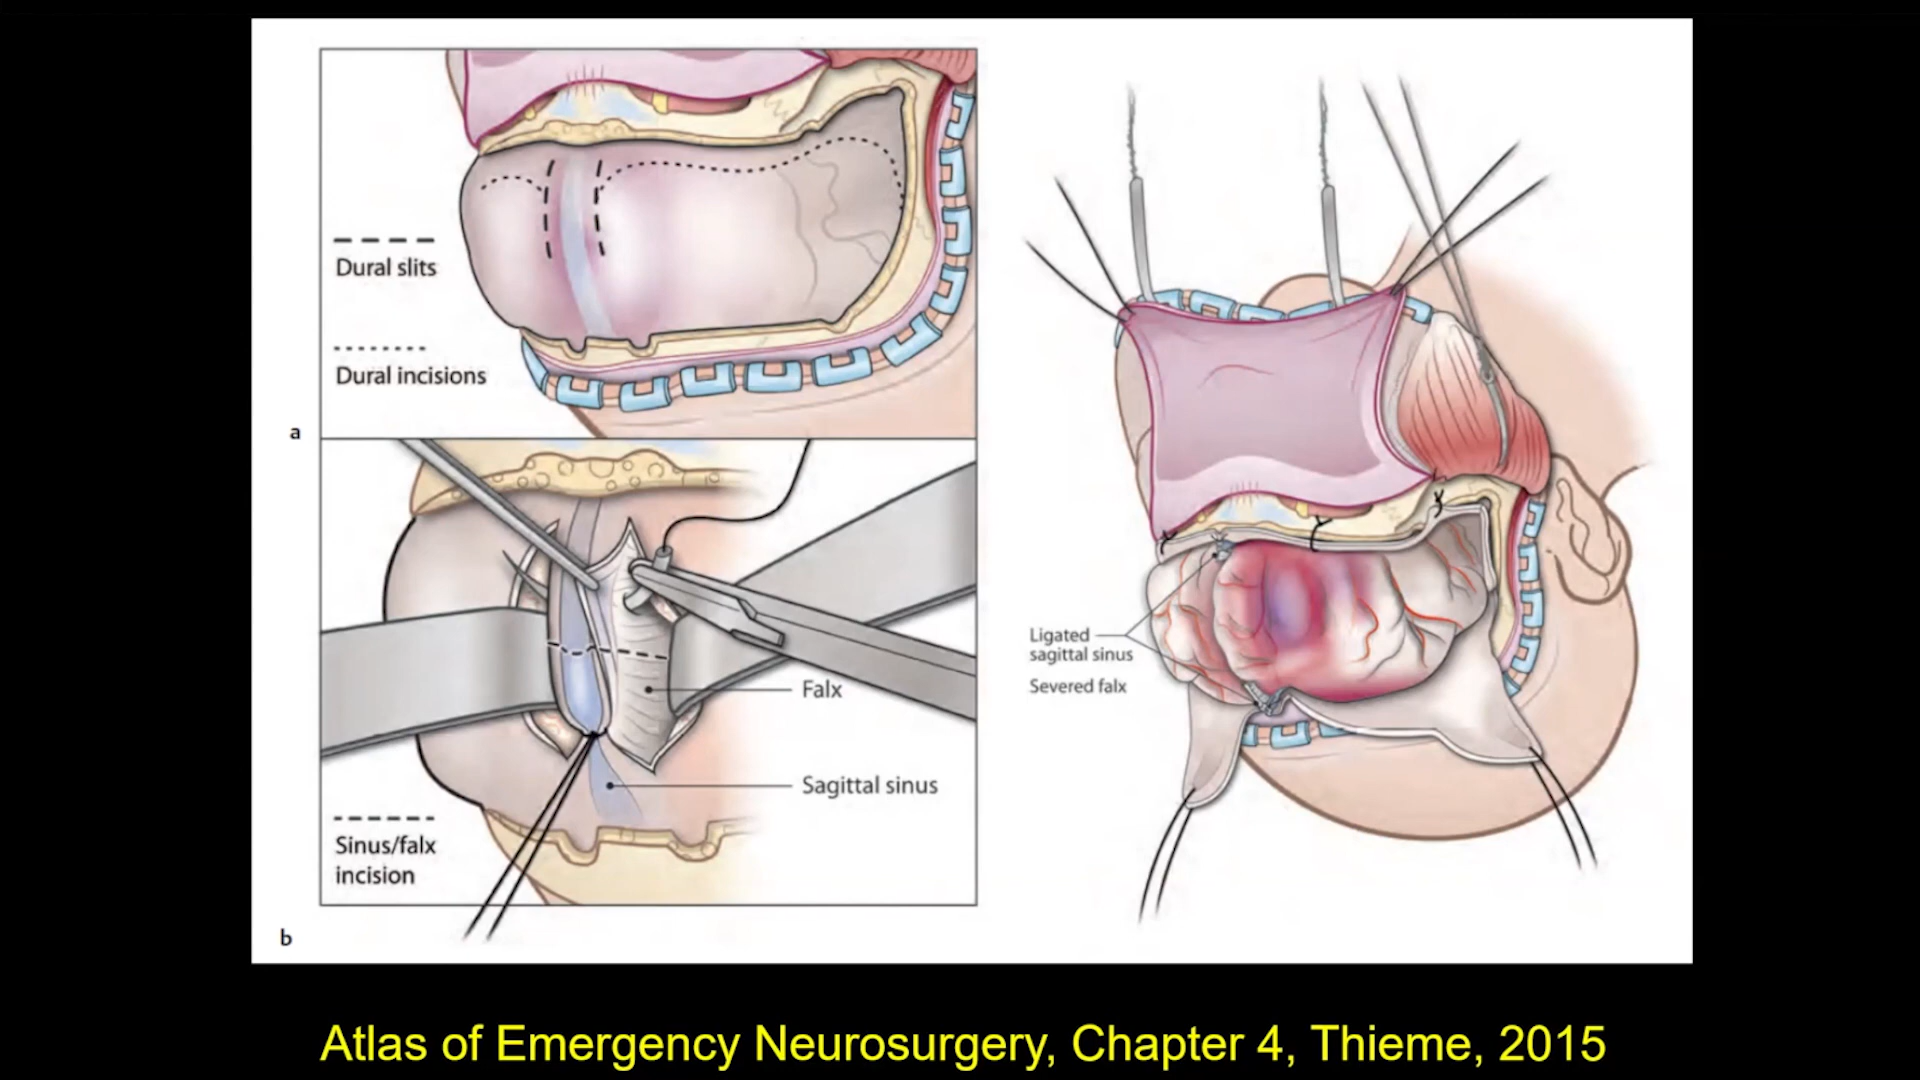 Dural slits
Dural incisions
a
Falx
Sagittal sinus
Sinus/falx
incision
b
Ligated
sagittal sinus
Severed falx
Atlas of Emergency Neurosurgery, Chapter 4, Thieme, 2015